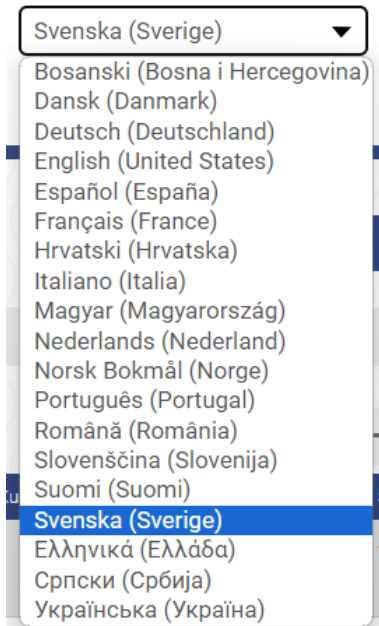 Svenska (Sverige)
Bosanski (Bosna i Hercegovina)
Dansk (Danmark)
Deutsch (Deutschland)
English (United States)
Español (España)
Français (France)
Hrvatski (Hrvatska)
Italiano (Italia)
Magyar (Magyarország)
Nederlands (Nederland)
Norsk Bokmål (Norge)
Português (Portugal)
Română (România)
Slovenščina (Slovenija)
Suomi (Suomi)
Svenska (Sverige)
Ελληνικά (Ελλάδα)
Српски (Србија)
Українська (Україна)